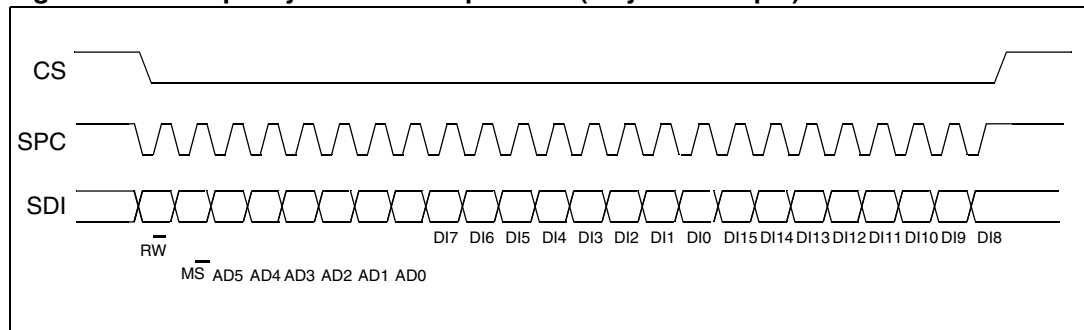 CS
SPC
SDI
DI7 DI6 DI5 DI4 DI3 DI2 DI1 DI0 DI15 DI14 DI13 DI12 DI11 DI10 DI9 DI8
RW
MS AD5 AD4 AD3 AD2 AD1 AD0